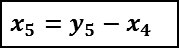 x₅ = y₅ − x₄